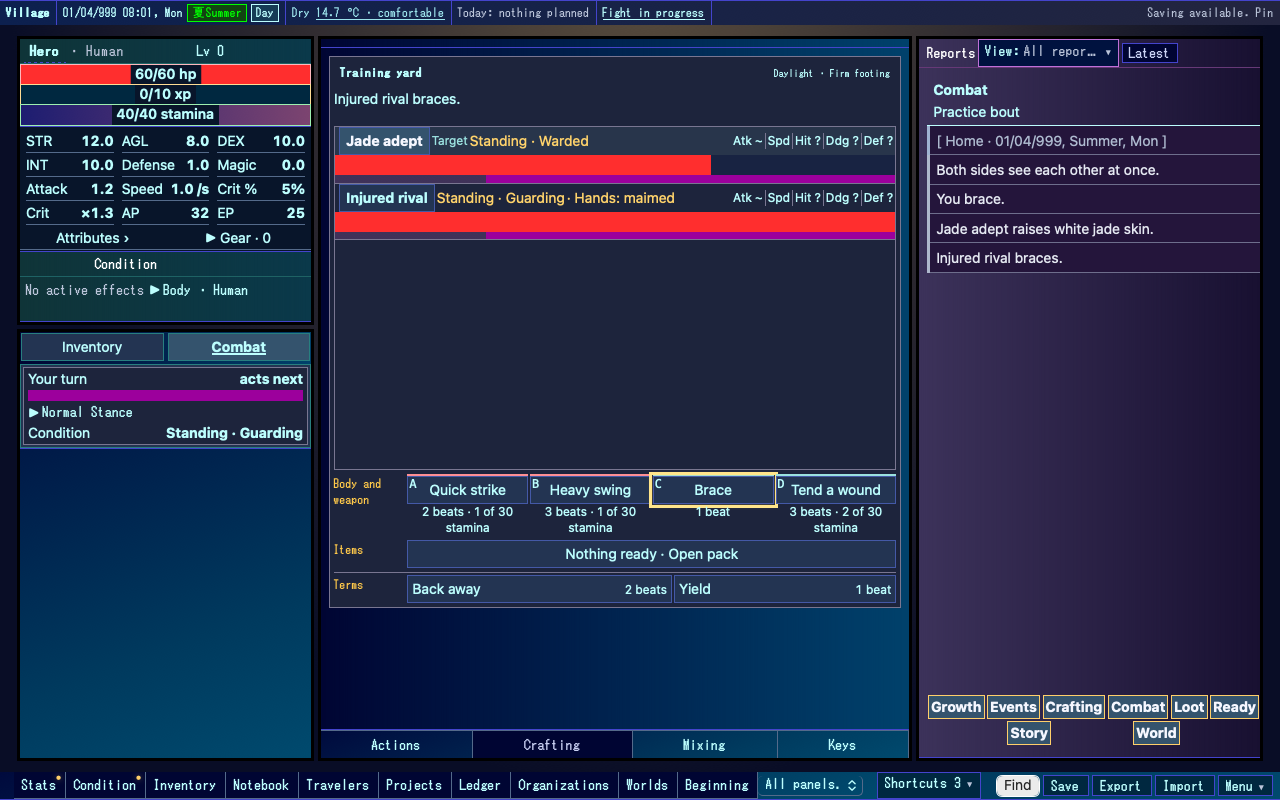 Village 01/04/999 08:01, Mon 夏Summer Day Dry 14.7 °C · comfortable Today: nothing planned Fight in progress Saving available. Pin
Hero · Human Lv 0
60/60 hp
0/10 xp
40/40 stamina
STR 12.0 AGL 8.0 DEX 10.0
INT 10.0 Defense 1.0 Magic 0.0
Attack 1.2 Speed 1.0 /s Crit % 5%
Crit ×1.3 AP 32 EP 25
Attributes › ▶ Gear · 0
Condition
No active effects ▶Body · Human
Inventory Combat
Your turn acts next
▶Normal Stance
Condition Standing · Guarding
Training yard Daylight · Firm footing
Injured rival braces.
Jade adept Target Standing · Warded Atk ~ Spd Hit ? Ddg ? Def ?
Injured rival Standing · Guarding · Hands: maimed Atk ~ Spd Hit ? Ddg ? Def ?
Body and weapon
A Quick strike
2 beats · 1 of 30 stamina
B Heavy swing
3 beats · 1 of 30 stamina
C Brace
1 beat
D Tend a wound
3 beats · 2 of 30 stamina
Items Nothing ready · Open pack
Terms Back away 2 beats Yield 1 beat
Actions Crafting Mixing Keys
Reports View: All repor… ▾ Latest
Combat
Practice bout
[ Home · 01/04/999, Summer, Mon ]
Both sides see each other at once.
You brace.
Jade adept raises white jade skin.
Injured rival braces.
Growth Events Crafting Combat Loot Ready
Story World
Stats Condition Inventory Notebook Travelers Projects Ledger Organizations Worlds Beginning All panels. Shortcuts 3 ▾ Find Save Export Import Menu ▾